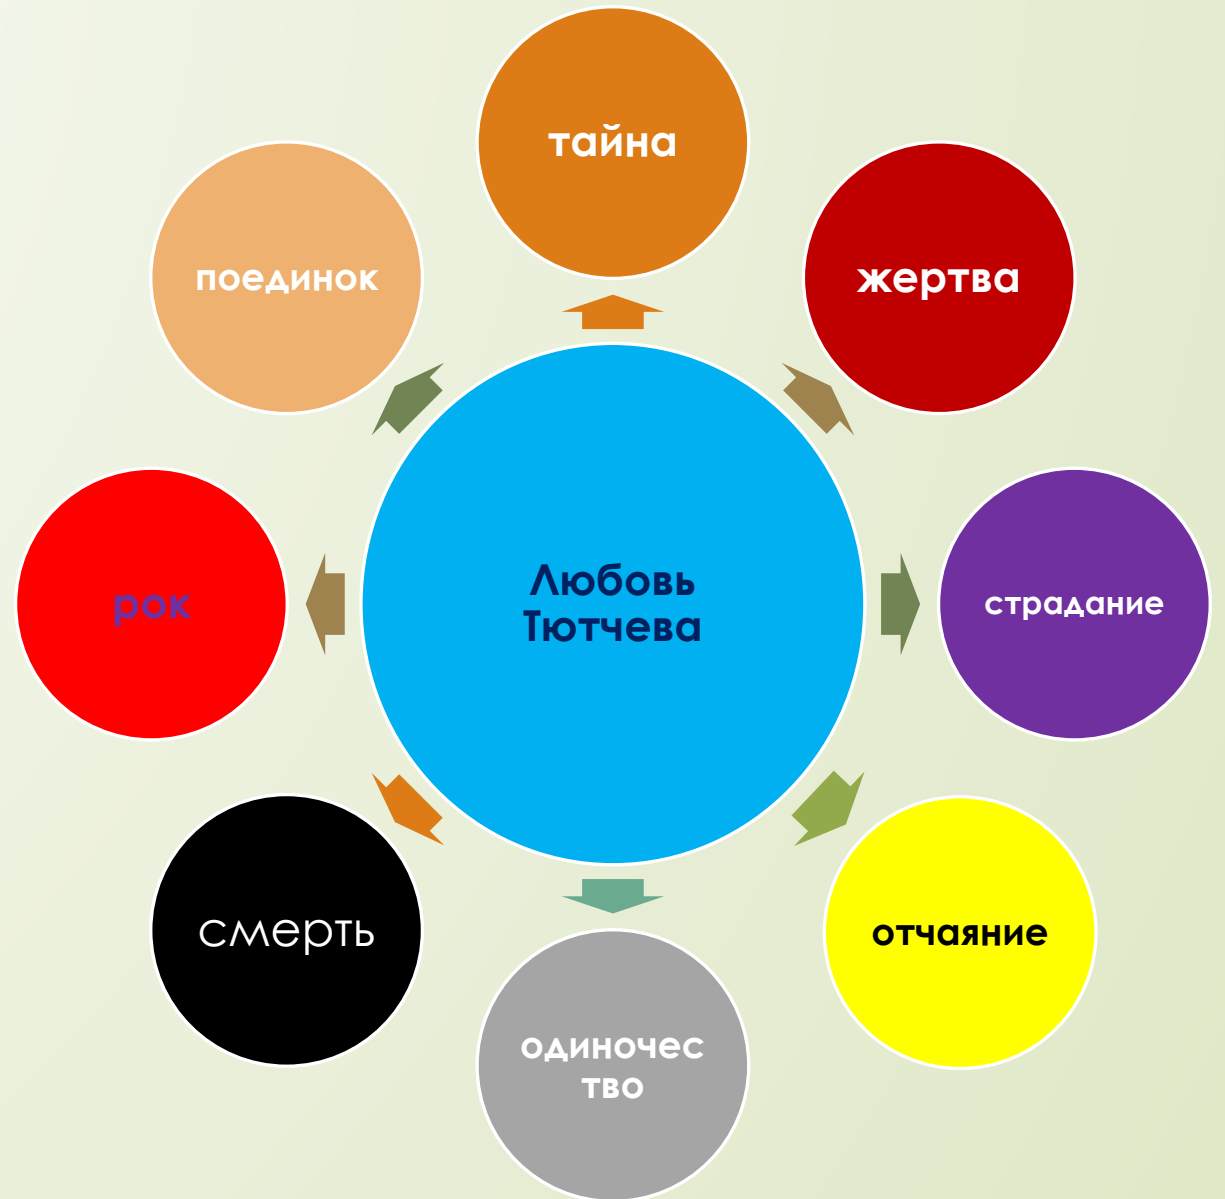 тайна
поединок
жертва
Любовь
Тютчева
рок
страдание
смерть
отчаяние
одиночес
тво